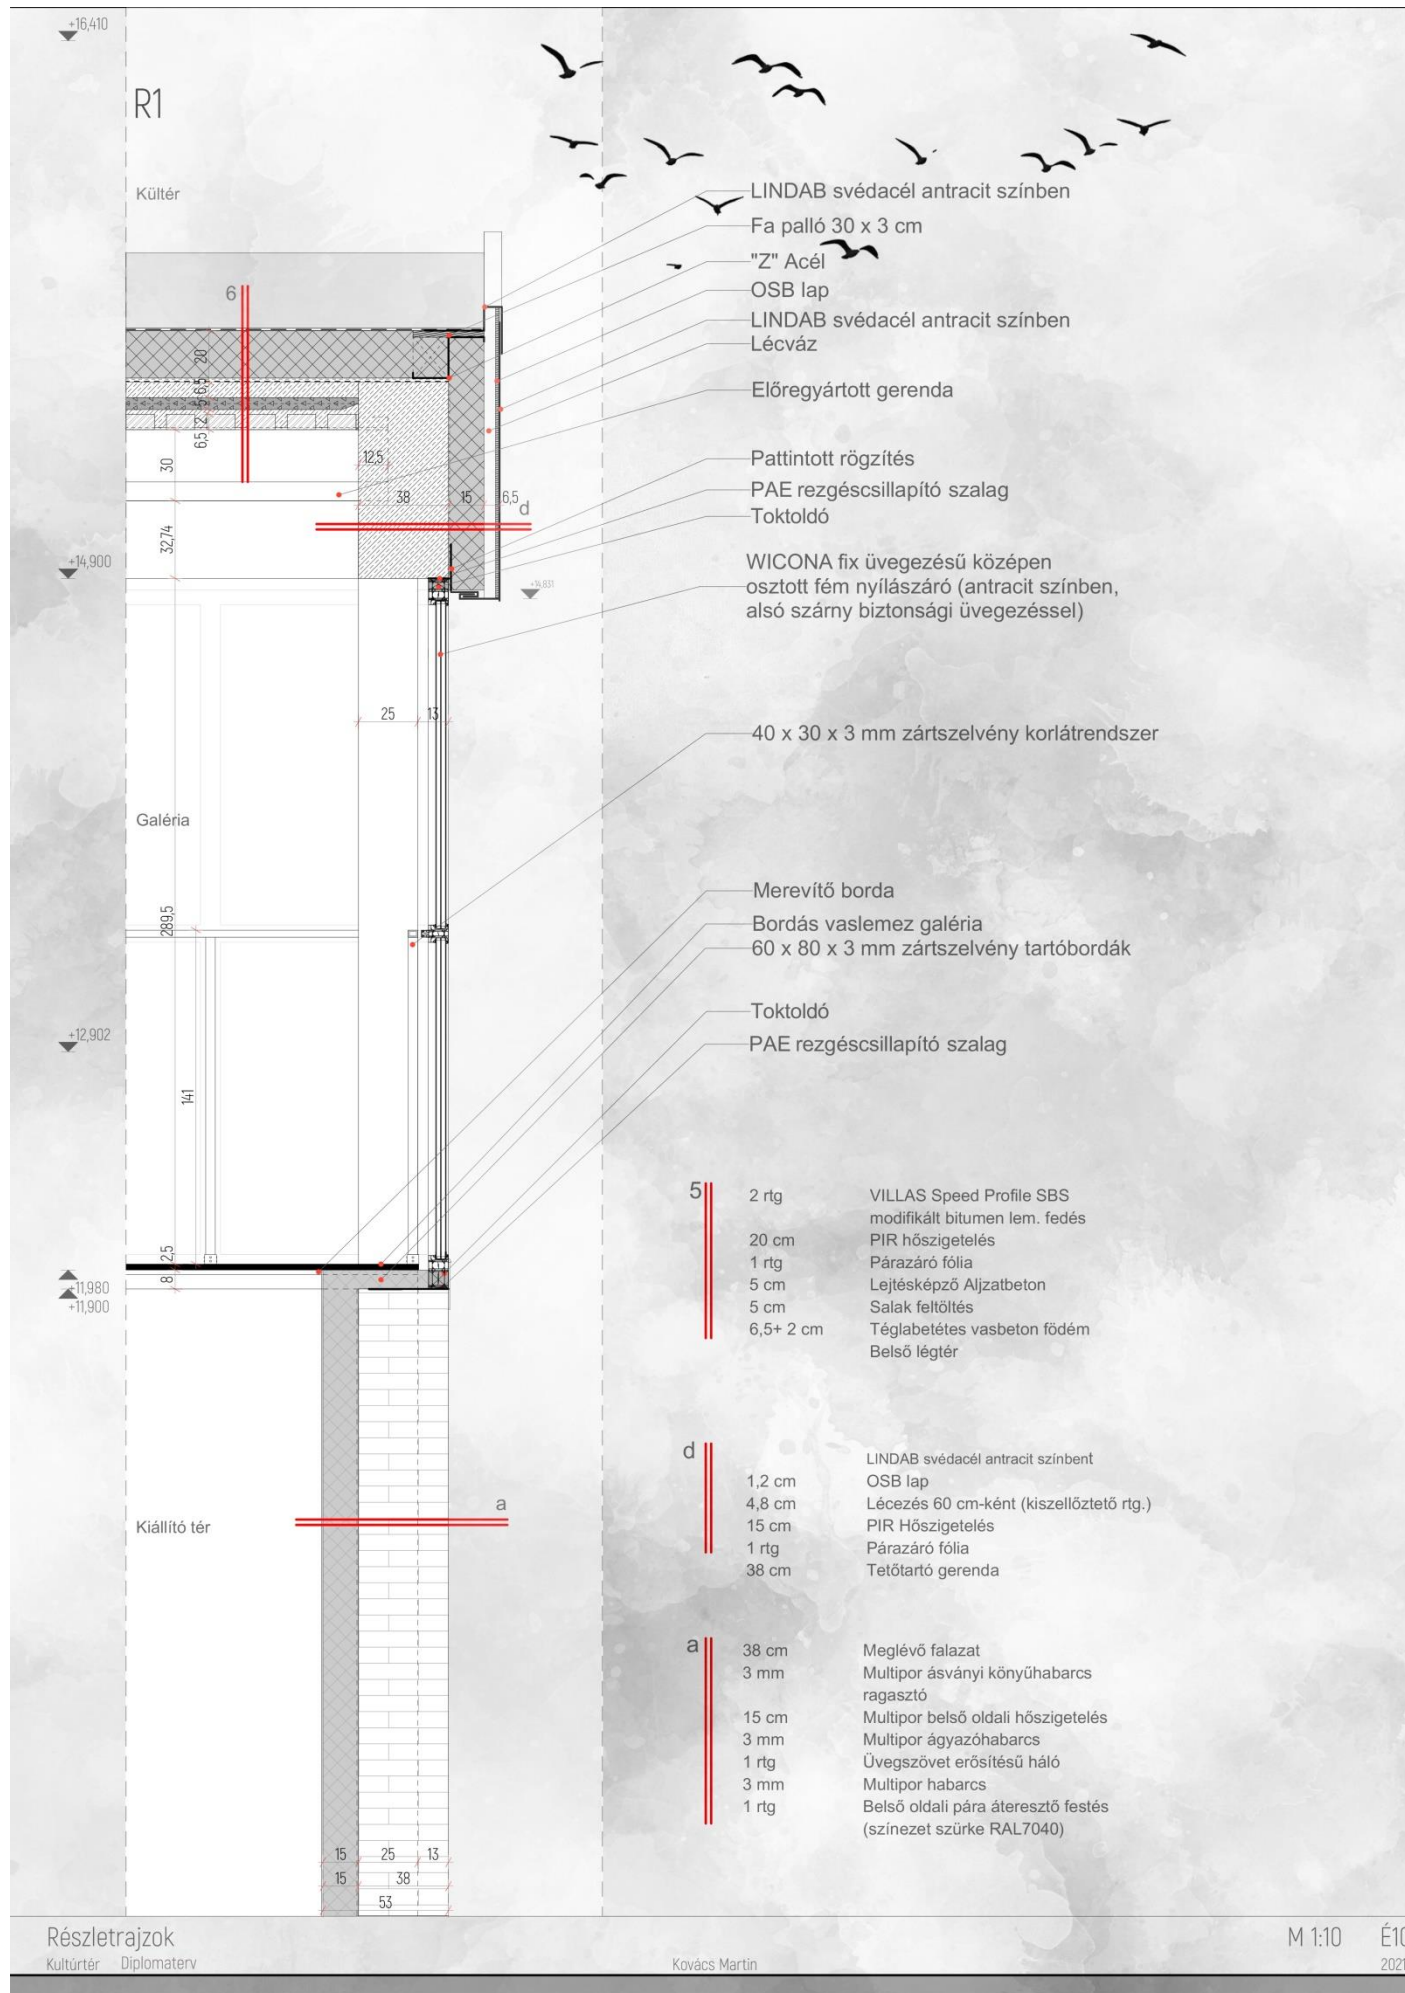 +16,410
R1
Kültér
LINDAB svédacél antracit színben
Fa palló 30 x 3 cm
"Z" Acél
OSB lap
LINDAB svédacél antracit színben
Lécváz
Előregyártott gerenda
Pattintott rögzítés
PAE rezgéscsillapító szalag
Toktoldó
WICONA fix üvegezésű középen
osztott fém nyílászáró (antracit színben,
alsó szárny biztonsági üvegezéssel)
40 x 30 x 3 mm zártszelvény korlátrendszer
Merevítő borda
Bordás vaslemez galéria
60 x 80 x 3 mm zártszelvény tartóbordák
Toktoldó
PAE rezgéscsillapító szalag
6
20
6,5
5
2
6,5
30
12,5
38
15
6,5
d
32,74
+14,900
+14,831
25
13
Galéria
289,5
+12,902
141
2,5
8
+11,980
+11,900
a
Kiállító tér
15
25
13
15
38
53
5
2 rtg VILLAS Speed Profile SBS
modifikált bitumen lem. fedés
20 cm PIR hőszigetelés
1 rtg Párazáró fólia
5 cm Lejtésképző Aljzatbeton
5 cm Salak feltöltés
6,5+ 2 cm Téglabetétes vasbeton födém
Belső légtér
d
LINDAB svédacél antracit színbent
1,2 cm OSB lap
4,8 cm Lécezés 60 cm-ként (kiszellőztető rtg.)
15 cm PIR Hőszigetelés
1 rtg Párazáró fólia
38 cm Tetőtartó gerenda
a
38 cm Meglévő falazat
3 mm Multipor ásványi könyűhabarcs
ragasztó
15 cm Multipor belső oldali hőszigetelés
3 mm Multipor ágyazóhabarcs
1 rtg Üvegszövet erősítésű háló
3 mm Multipor habarcs
1 rtg Belső oldali pára áteresztő festés
(színezet szürke RAL7040)
Részletrajzok
Kultúrtér Diplomaterv
Kovács Martin
M 1:10
É10
2021